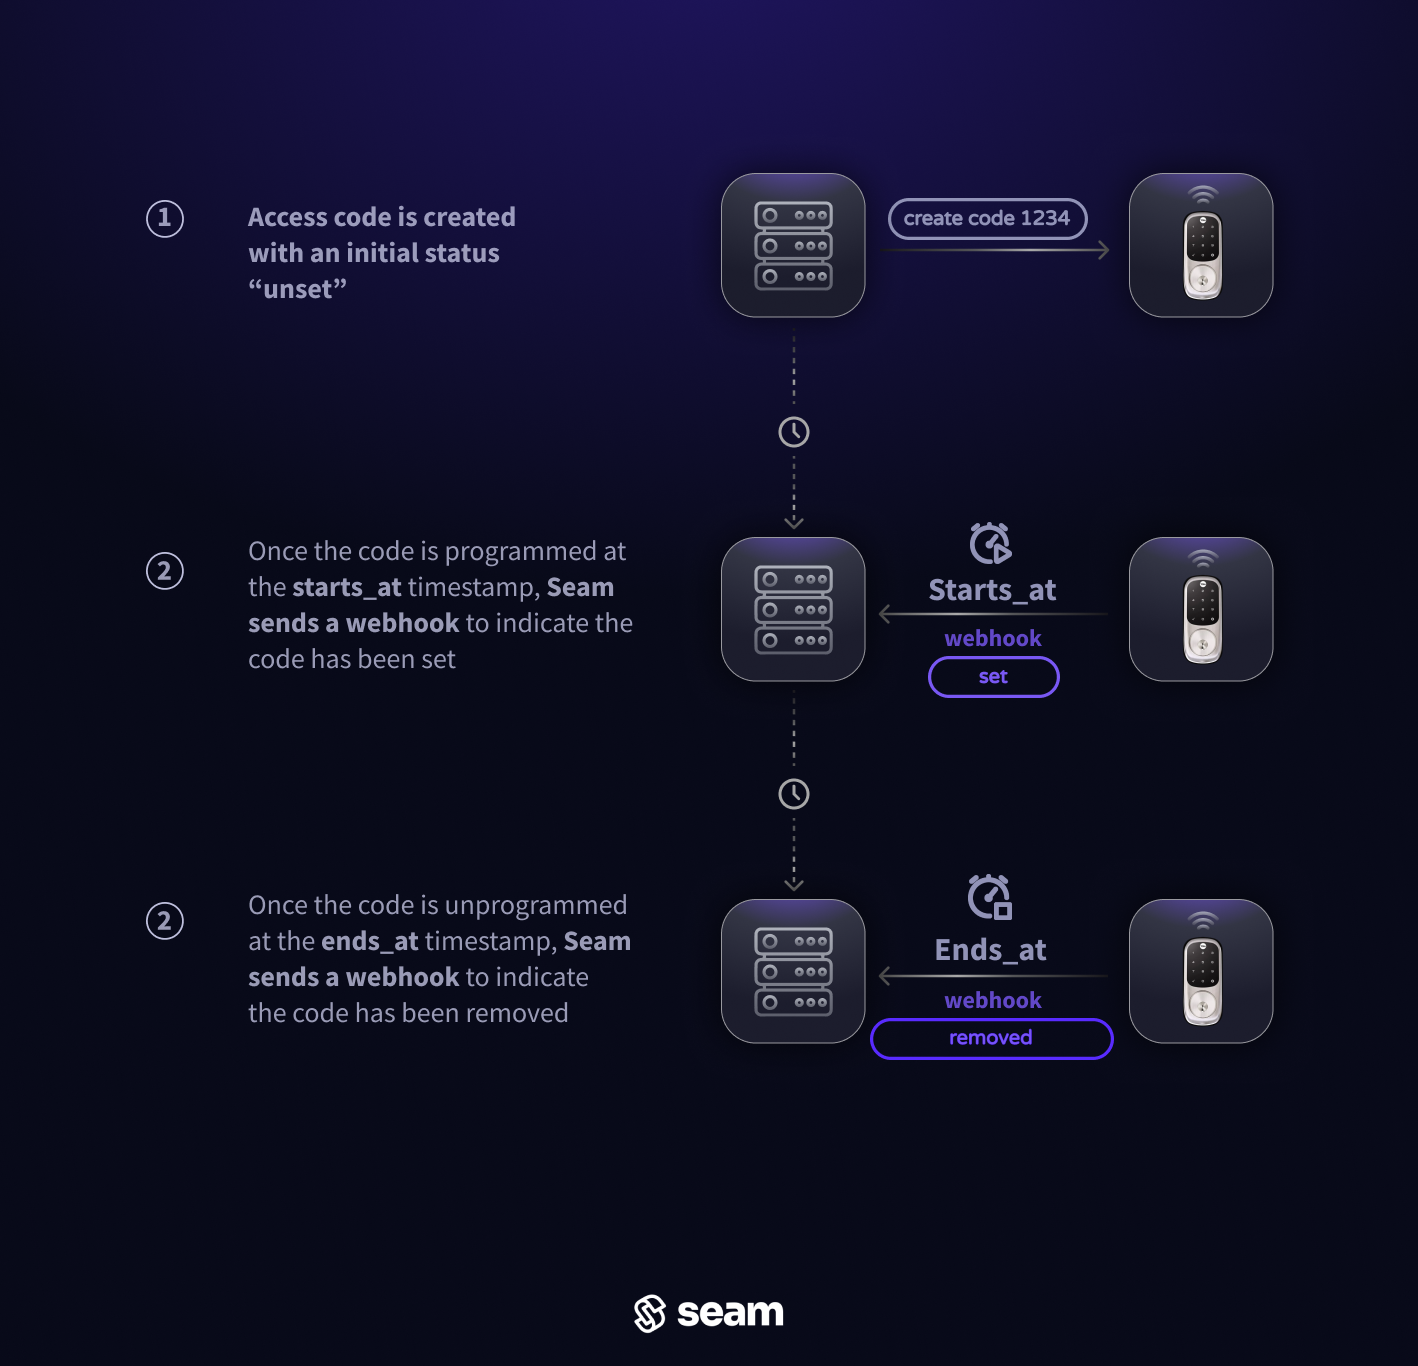 1
Access code is created
with an initial status
“unset”
create code 1234
2
Once the code is programmed at
the starts_at timestamp, Seam
sends a webhook to indicate the
code has been set
Starts_at
webhook
set
2
Once the code is unprogrammed
at the ends_at timestamp, Seam
sends a webhook to indicate
the code has been removed
Ends_at
webhook
removed
seam